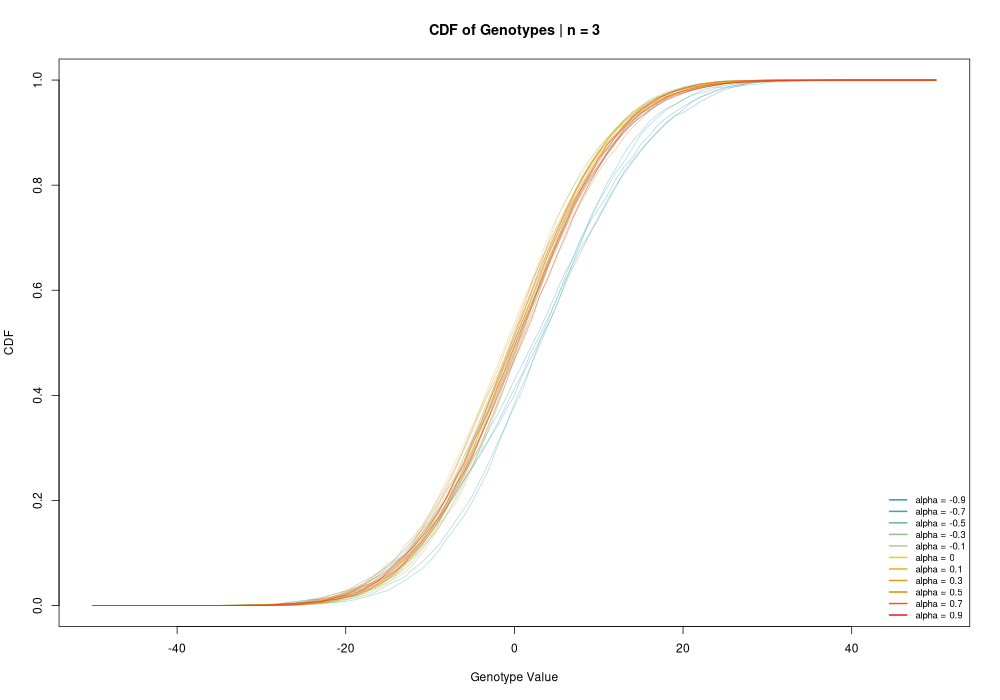 CDF of Genotypes | n = 3
CDF
1.0
0.8
0.6
0.4
0.2
0.0
-40
-20
0
20
40
Genotype Value
alpha = -0.9
alpha = -0.7
alpha = -0.5
alpha = -0.3
alpha = -0.1
alpha = 0
alpha = 0.1
alpha = 0.3
alpha = 0.5
alpha = 0.7
alpha = 0.9